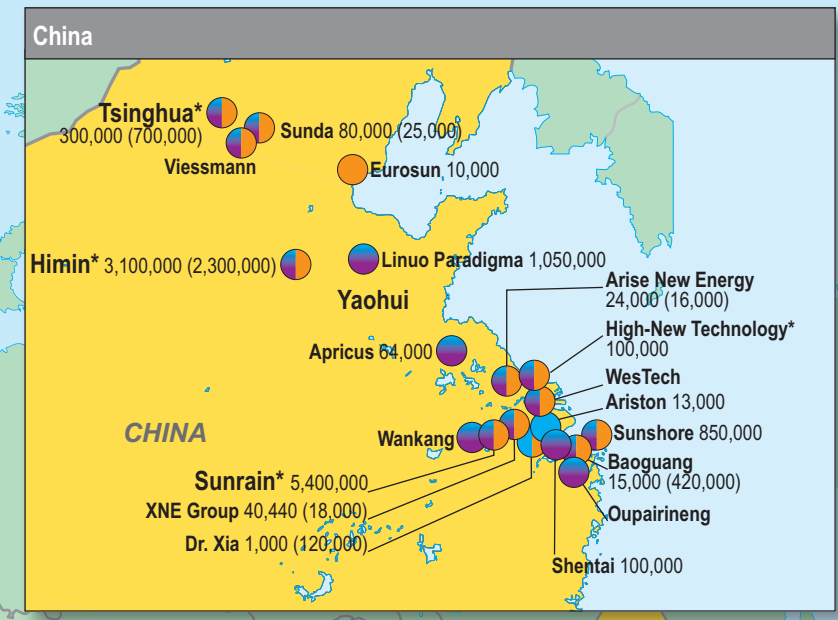 China
Tsinghua*
300,000 (700,000)
Sunda 80,000 (25,000)
Viessmann
Eurosun 10,000
Himin* 3,100,000 (2,300,000)
Linuo Paradigma 1,050,000
Yaohui
Arise New Energy
24,000 (16,000)
High-New Technology*
100,000
Apricus 64,000
WesTech
Ariston 13,000
CHINA
Wankang
Sunshore 850,000
Baoguang
15,000 (420,000)
Sunrain* 5,400,000
XNE Group 40,440 (18,000)
Oupairineng
Dr. Xia 1,000 (120,000)
Shentai 100,000